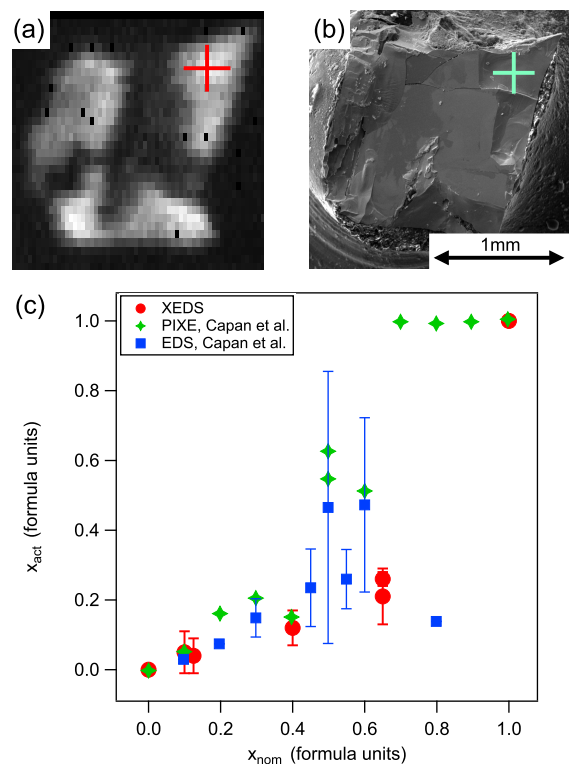 (a)
(b)
1mm
(c)
XEDS
PIXE, Capan et al.
EDS, Capan et al.
1.0
0.8
0.6
0.4
0.2
0.0
xact (formula units)
0.0 0.2 0.4 0.6 0.8 1.0
xnom (formula units)